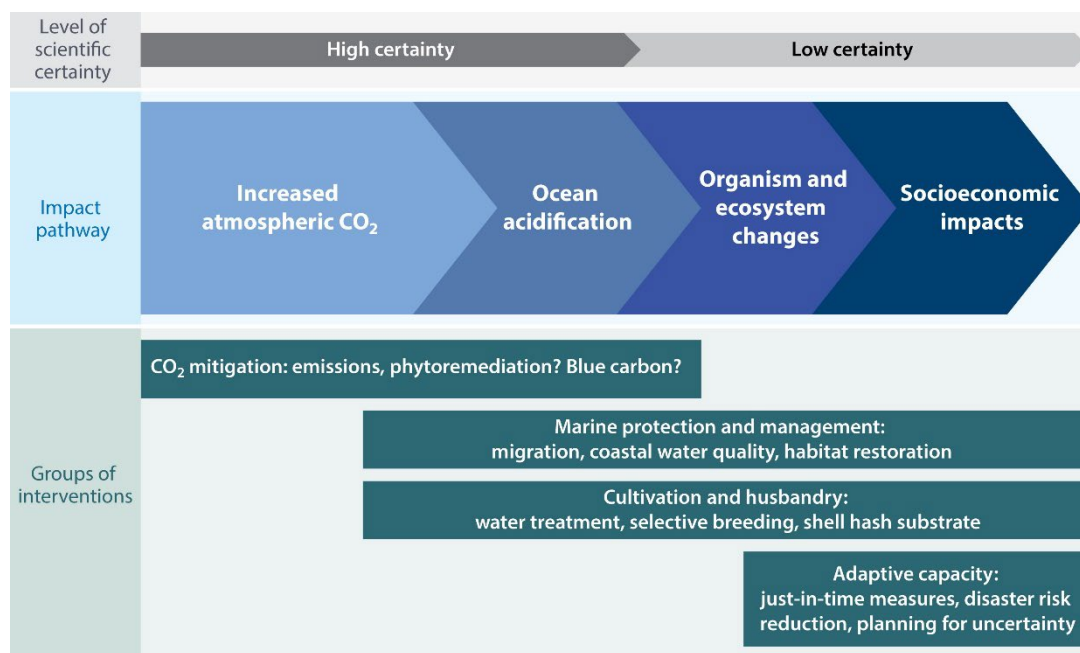 Level of
scientific
certainty
High certainty
Low certainty
Impact
pathway
Increased
atmospheric CO₂
Ocean
acidification
Organism and
ecosystem
changes
Socioeconomic
impacts
Groups of
interventions
CO₂ mitigation: emissions, phytoremediation? Blue carbon?
Marine protection and management:
migration, coastal water quality, habitat restoration
Cultivation and husbandry:
water treatment, selective breeding, shell hash substrate
Adaptive capacity:
just-in-time measures, disaster risk
reduction, planning for uncertainty